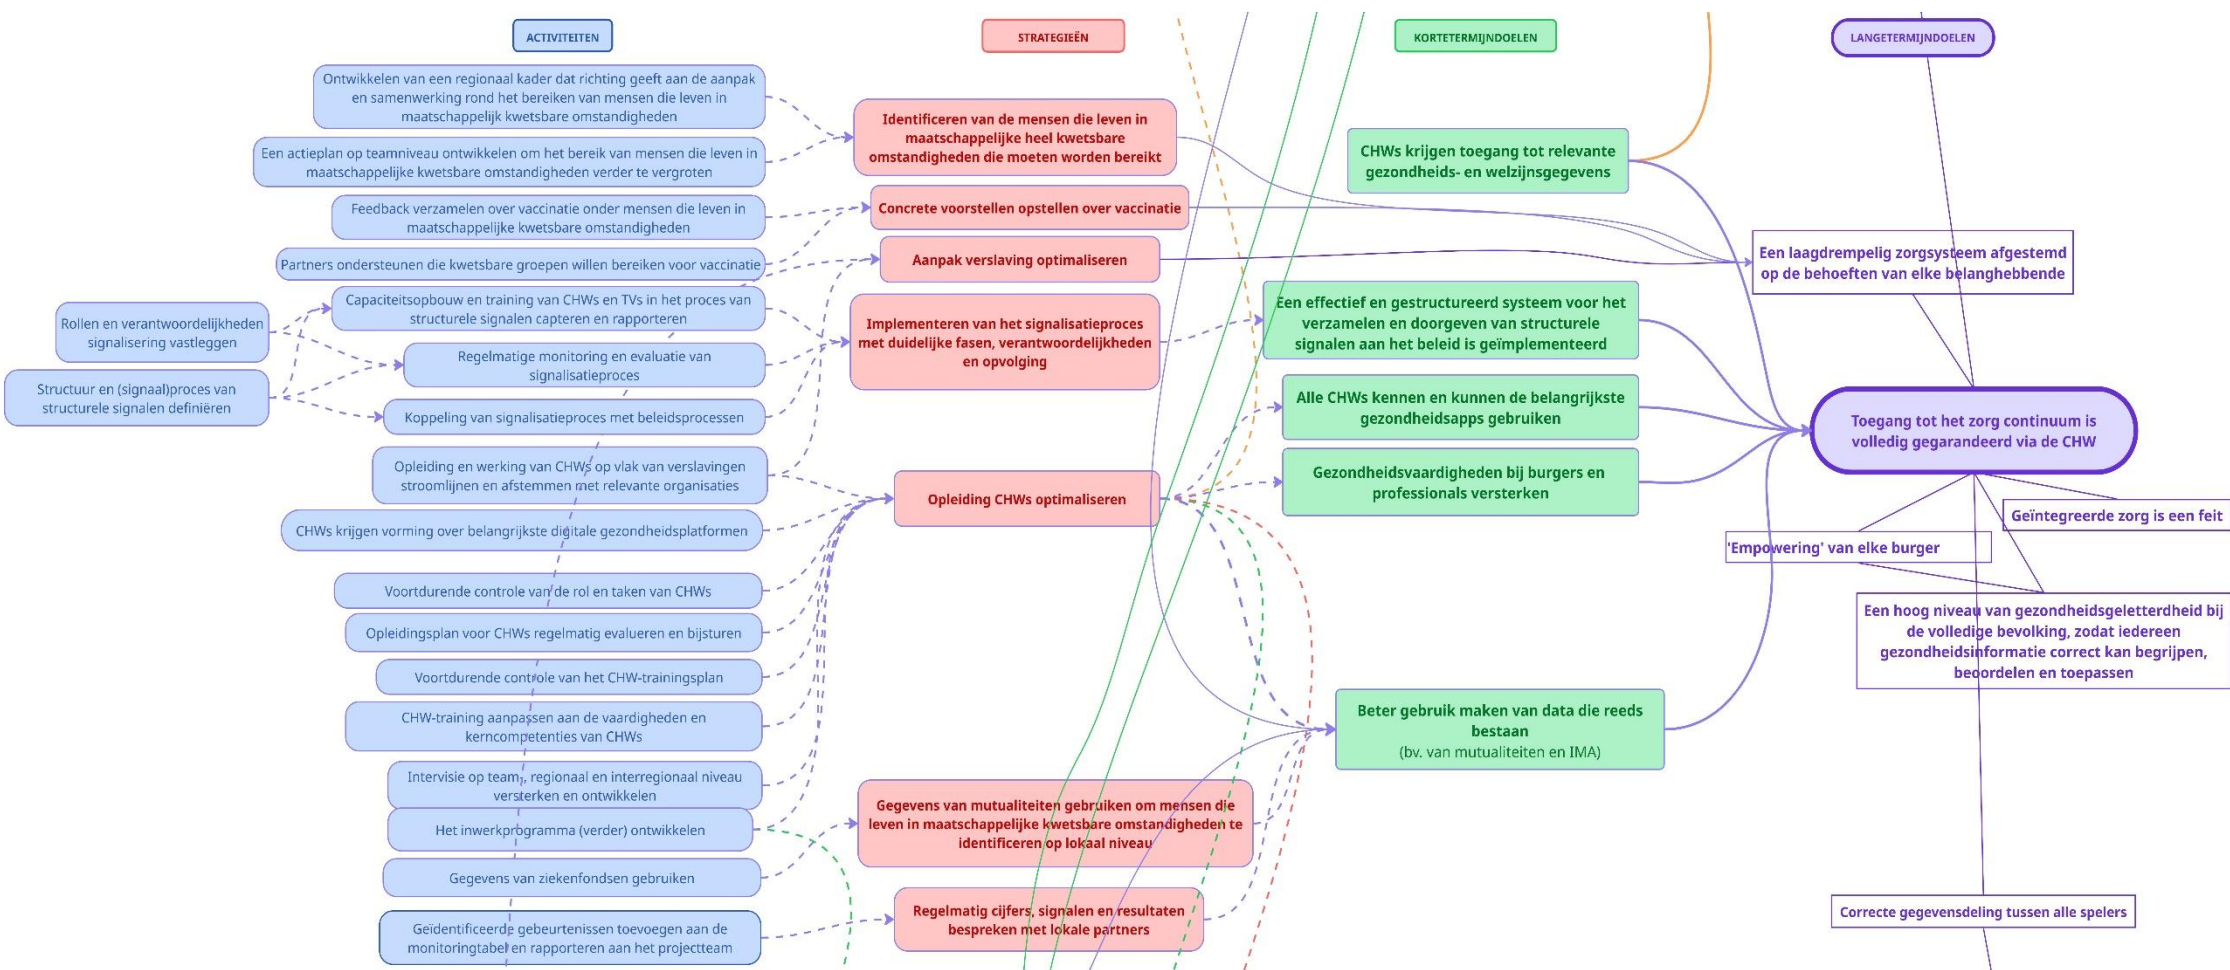 ACTIVITEITEN
STRATEGIEËN
KORTETERMIJNDOELEN
LANGETERMIJNDOELEN
Ontwikkelen van een regionaal kader dat richting geeft aan de aanpak
en samenwerking rond het bereiken van mensen die leven in
maatschappelijk kwetsbare omstandigheden
Een actieplan op teamniveau ontwikkelen om het bereik van mensen die leven in
maatschappelijke kwetsbare omstandigheden verder te vergroten
Feedback verzamelen over vaccinatie onder mensen die leven in
maatschappelijke kwetsbare omstandigheden
Partners ondersteunen die kwetsbare groepen willen bereiken voor vaccinatie
Rollen en verantwoordelijkheden
signalisering vastleggen
Structuur en (signaal)proces van
structurele signalen definiëren
Capaciteitsopbouw en training van CHWs en TVs in het proces van
structurele signalen capteren en rapporteren
Regelmatige monitoring en evaluatie van
signalisatieproces
Koppeling van signalisatieproces met beleidsprocessen
Opleiding en werking van CHWs op vlak van verslavingen
stroomlijnen en afstemmen met relevante organisaties
CHWs krijgen vorming over belangrijkste digitale gezondheidsplatformen
Voortdurende controle van de rol en taken van CHWs
Opleidingsplan voor CHWs regelmatig evalueren en bijsturen
Voortdurende controle van het CHW-trainingsplan
CHW-training aanpassen aan de vaardigheden en
kerncompetenties van CHWs
Intervisie op team-, regionaal en interregionaal niveau
versterken en ontwikkelen
Het inwerkprogramma (verder) ontwikkelen
Gegevens van ziekenfondsen gebruiken
Geïdentificeerde gebeurtenissen toevoegen aan de
monitoringtabel en rapporteren aan het projectteam
Identificeren van de mensen die leven in
maatschappelijke heel kwetsbare
omstandigheden die moeten worden bereikt
Concrete voorstellen opstellen over vaccinatie
Aanpak verslaving optimaliseren
Implementeren van het signalisatieproces
met duidelijke fasen, verantwoordelijkheden
en opvolging
Opleiding CHWs optimaliseren
Gegevens van mutualiteiten gebruiken om mensen die
leven in maatschappelijke kwetsbare omstandigheden te
identificeren op lokaal niveau
Regelmatig cijfers, signalen en resultaten
bespreken met lokale partners
CHWs krijgen toegang tot relevante
gezondheids- en welzijnsgegevens
Een effectief en gestructureerd systeem voor het
verzamelen en doorgeven van structurele
signalen aan het beleid is geïmplementeerd
Alle CHWs kennen en kunnen de belangrijkste
gezondheidsapps gebruiken
Gezondheidsvaardigheden bij burgers en
professionals versterken
Beter gebruik maken van data die reeds
bestaan
(bv. van mutualiteiten en IMA)
Een laagdrempelig zorgsysteem afgestemd
op de behoeften van elke belanghebbende
Toegang tot het zorg continuum is
volledig gegarandeerd via de CHW
Geïntegreerde zorg is een feit
'Empowering' van elke burger
Een hoog niveau van gezondheidsgeletterdheid bij
de volledige bevolking, zodat iedereen
gezondheidsinformatie correct kan begrijpen,
beoordelen en toepassen
Correcte gegevensdeling tussen alle spelers